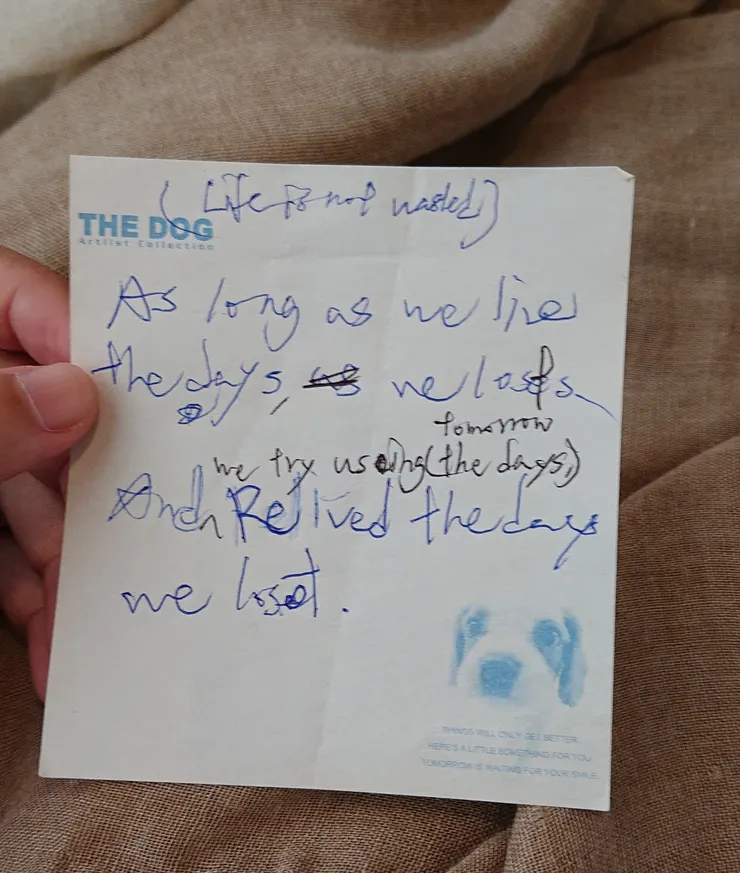 (Life is not wasted)
THE DOG
Artlist Collection
As long as we live
the days, we lost
tomorrow
we try using (the days,)
And Relived the days
we lost.
THINGS WILL ONLY GET BETTER
HERE'S A LITTLE SOMETHING FOR YOU
TOMORROW IS WAITING FOR YOUR SMILE.